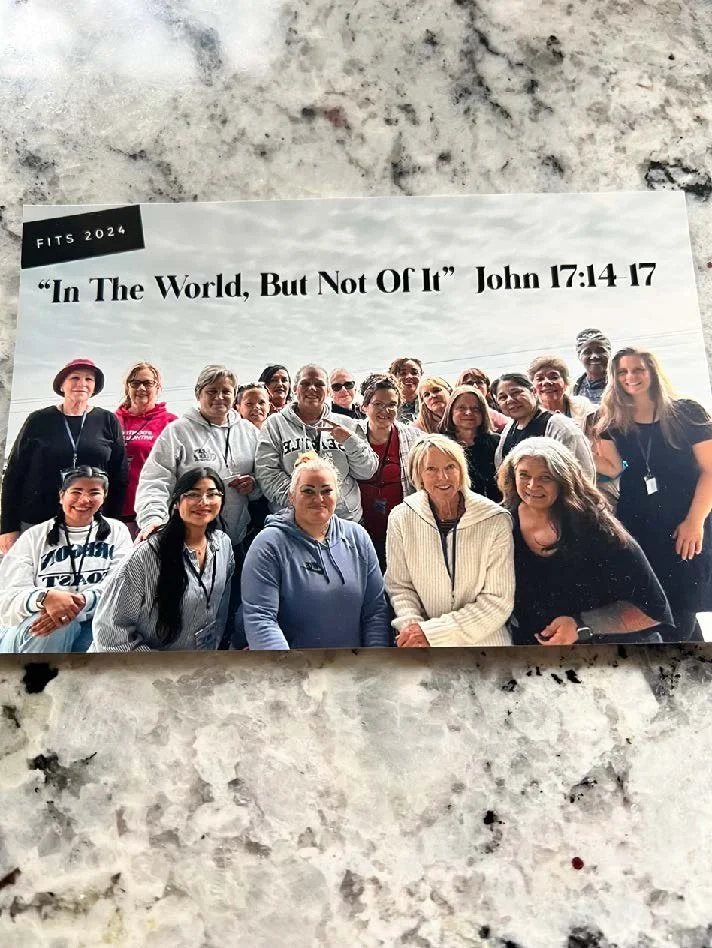 FITS 2024
“In The World, But Not Of It” John 17:14-17